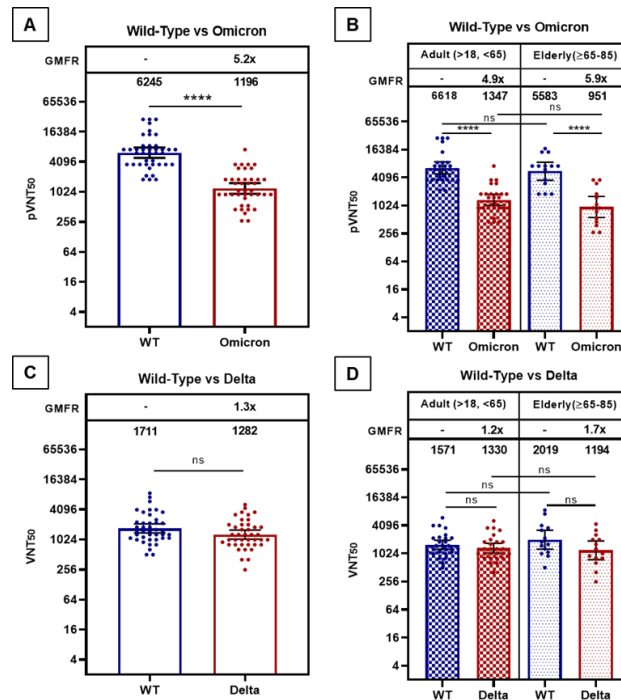 A
Wild-Type vs Omicron
GMFR - 5.2x
6245 1196
****
65536
16384
4096
1024
256
64
16
4
pVNT50
WT Omicron
B
Wild-Type vs Omicron
Adult (>18, <65) Elderly(≥65-85)
GMFR - 4.9x - 5.9x
6618 1347 5583 951
ns
ns
**** ****
65536
16384
4096
1024
256
64
16
4
pVNT50
WT Omicron WT Omicron
C
Wild-Type vs Delta
GMFR - 1.3x
1711 1282
ns
65536
16384
4096
1024
256
64
16
4
VNT50
WT Delta
D
Wild-Type vs Delta
Adult (>18, <65) Elderly(≥65-85)
GMFR - 1.2x - 1.7x
1571 1330 2019 1194
ns
ns
ns ns
65536
16384
4096
1024
256
64
16
4
VNT50
WT Delta WT Delta